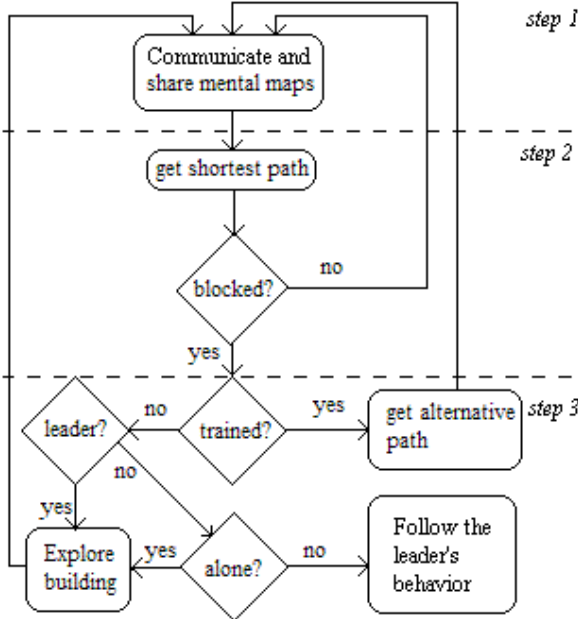 step 1
Communicate and
share mental maps
step 2
get shortest path
no
blocked?
yes
step 3
no
yes
get alternative
path
leader?
trained?
no
yes
Follow the
leader's
behavior
Explore
building
yes
alone?
no